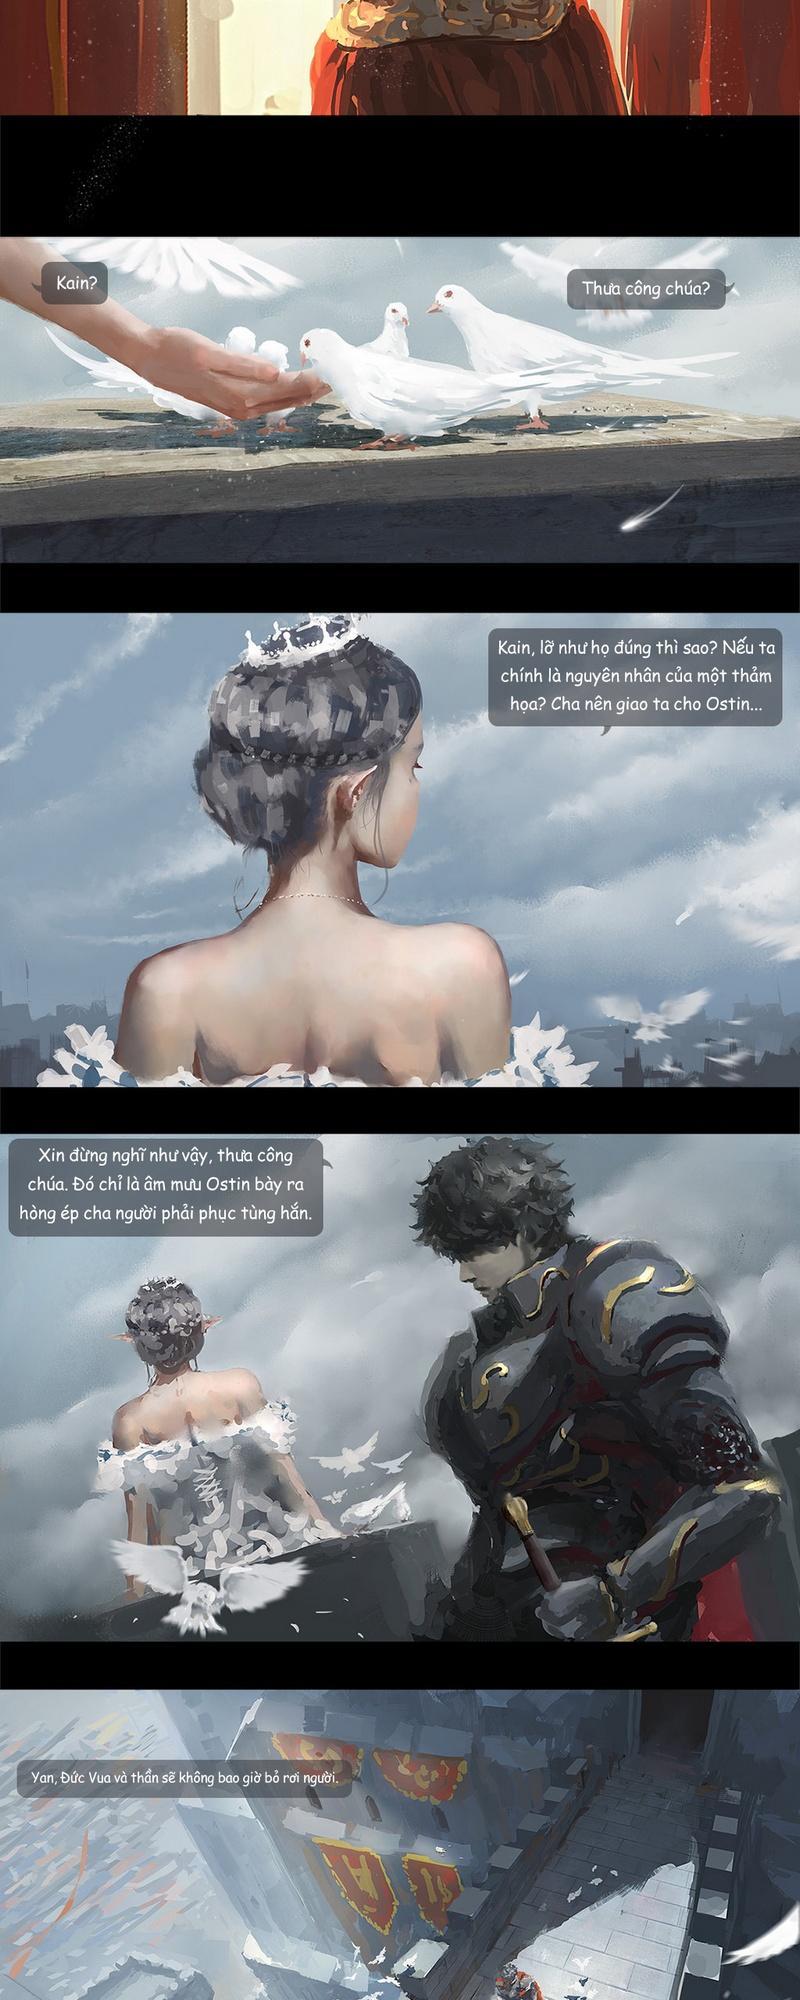 Kain?
Thưa công chúa?
Kain, lỡ như họ đúng thì sao? Nếu ta
chính là nguyên nhân của một thảm
họa? Cha nên giao ta cho Ostin...
Xin đừng nghĩ như vậy, thưa công
chúa. Đó chỉ là âm mưu Ostin bày ra
hòng ép cha người phải phục tùng hắn.
Yan, Đức Vua và thần sẽ không bao giờ bỏ rơi người.